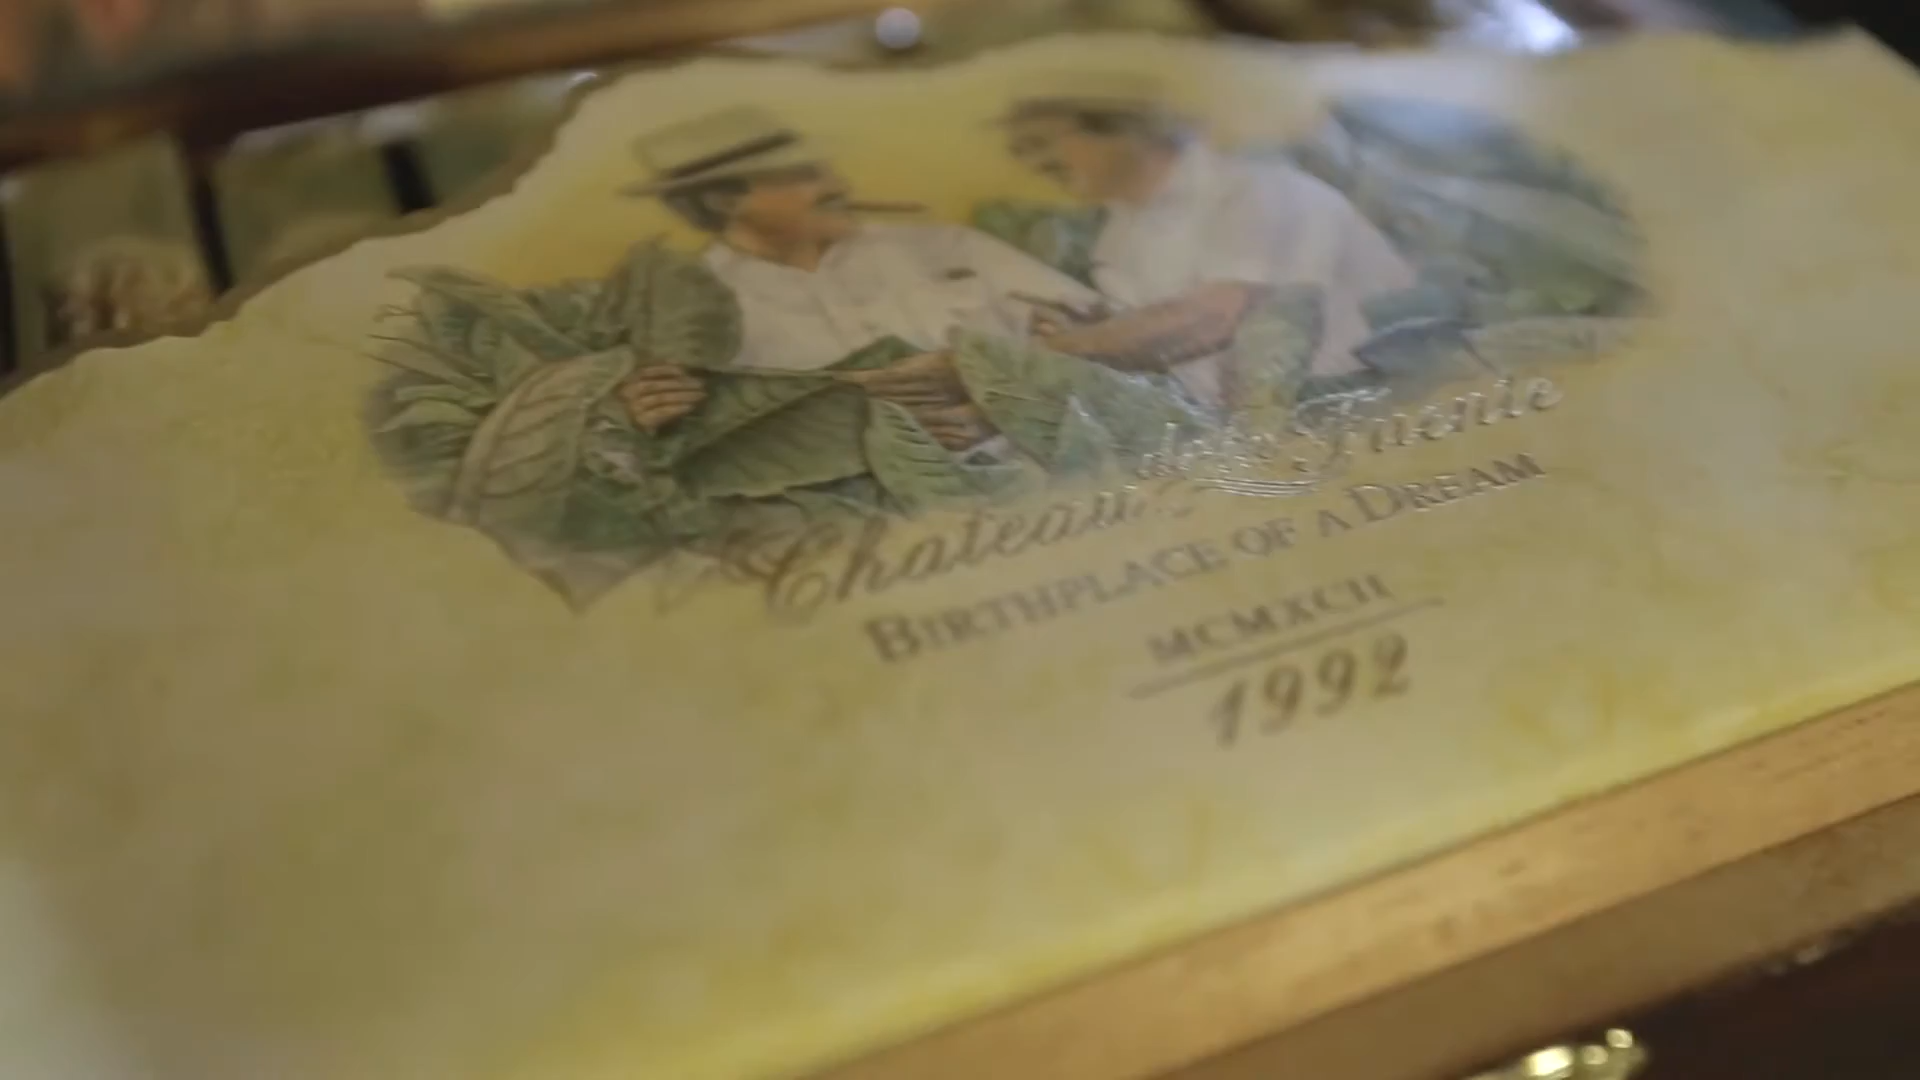 Chateau de la Fuente
BIRTHPLACE OF A DREAM
MCMXCII
1992